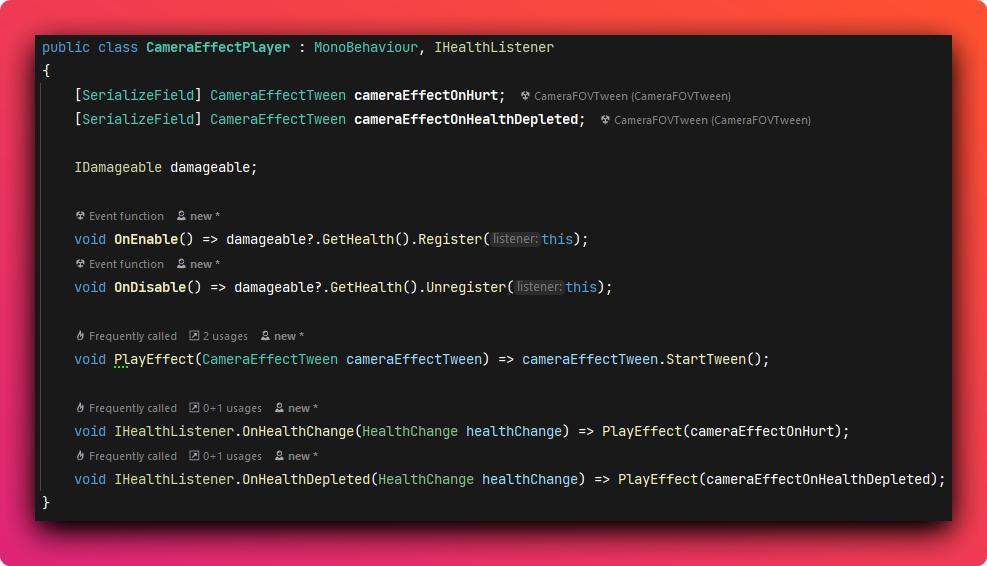 public class CameraEffectPlayer : MonoBehaviour, IHealthListener
{
[SerializeField] CameraEffectTween cameraEffectOnHurt; CameraFOVTween (CameraFOVTween)
[SerializeField] CameraEffectTween cameraEffectOnHealthDepleted; CameraFOVTween (CameraFOVTween)
IDamageable damageable;
Event function new *
void OnEnable() => damageable?.GetHealth().Register(listener:this);
Event function new *
void OnDisable() => damageable?.GetHealth().Unregister(listener:this);
Frequently called 2 usages new *
void PlayEffect(CameraEffectTween cameraEffectTween) => cameraEffectTween.StartTween();
Frequently called 0+1 usages new *
void IHealthListener.OnHealthChange(HealthChange healthChange) => PlayEffect(cameraEffectOnHurt);
Frequently called 0+1 usages new *
void IHealthListener.OnHealthDepleted(HealthChange healthChange) => PlayEffect(cameraEffectOnHealthDepleted);
}